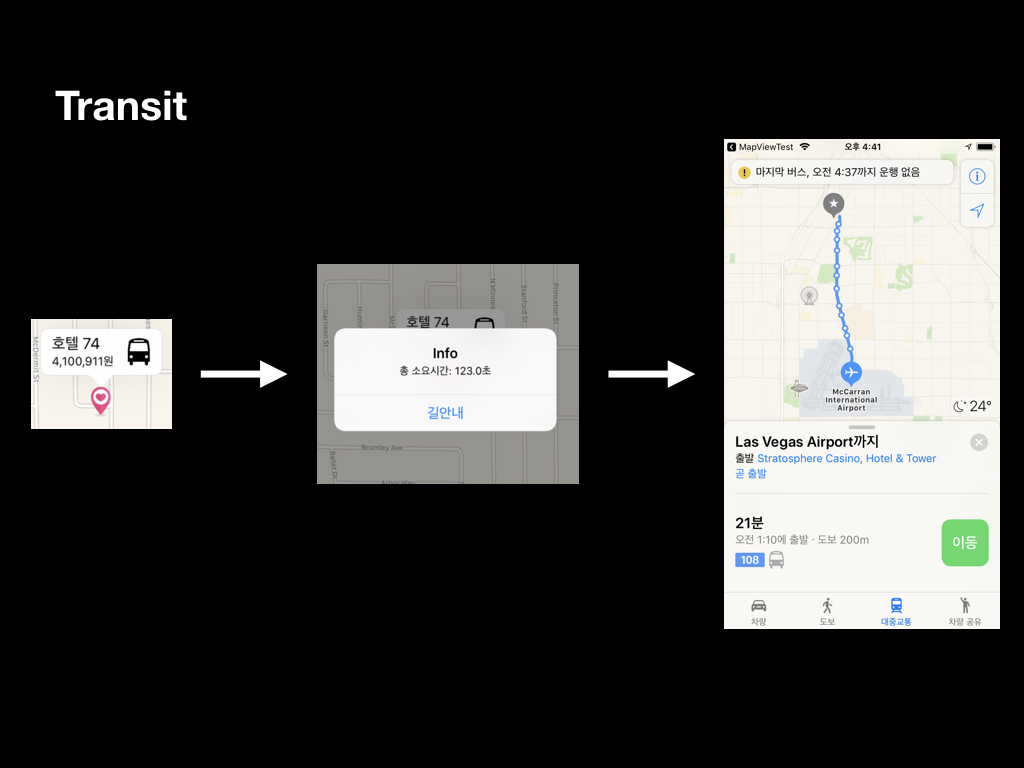 Transit
McDermit St
호텔 74
4,100,911원
Garrison St
N Minnes
Stanford St
Princeton St
호텔 74
Info
총 소요시간: 123.0초
길안내
Bromley Ave
Ballet Dr
Arbor Way
MapViewTest
오후 4:41
마지막 버스, 오전 4:37까지 운행 없음
McCarran
International
Airport
24°
Las Vegas Airport까지
출발 Stratosphere Casino, Hotel & Tower
곧 출발
21분
오전 1:10에 출발 · 도보 200m
이동
108
차량
도보
대중교통
차량 공유